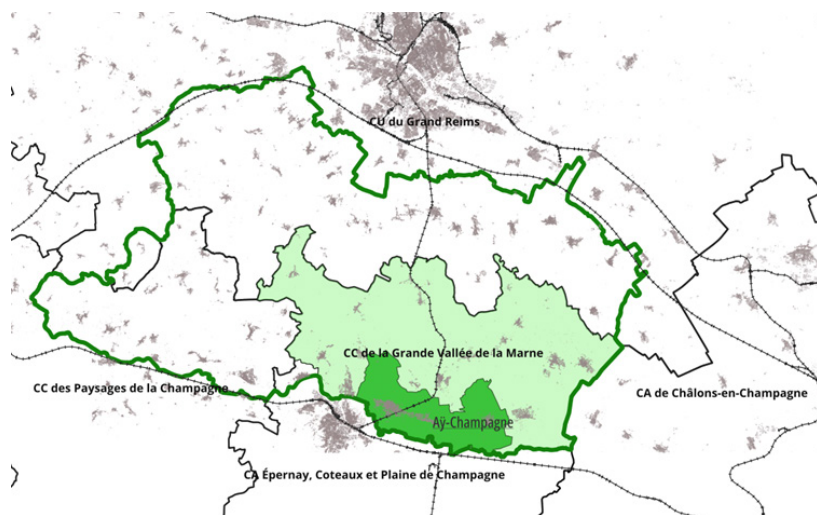 CU du Grand Reims
CC de la Grande Vallée de la Marne
CC des Paysages de la Champagne
CA de Châlons-en-Champagne
Aÿ-Champagne
CA Épernay, Coteaux et Plaine de Champagne